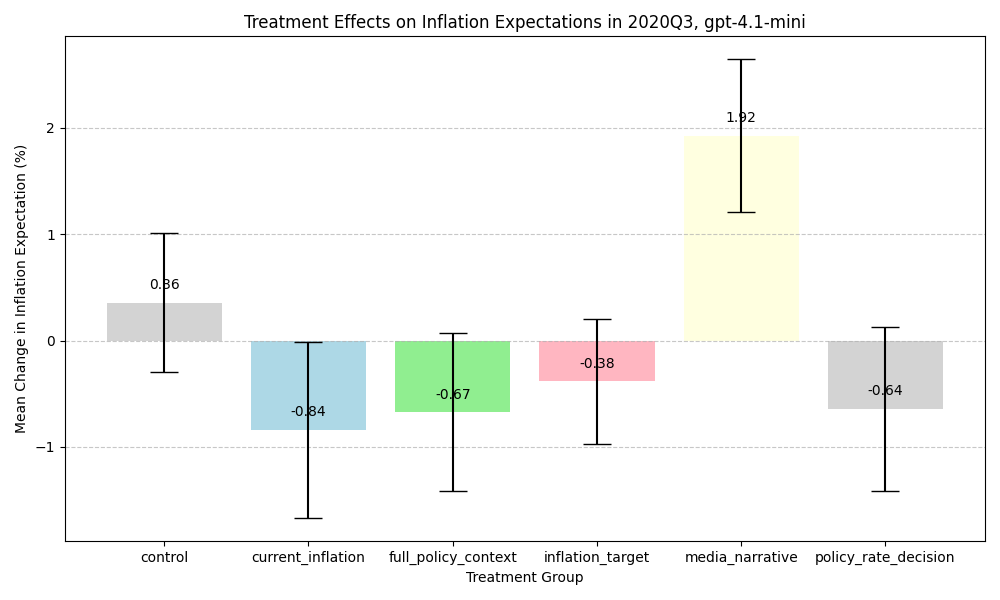 Treatment Effects on Inflation Expectations in 2020Q3, gpt-4.1-mini
Mean Change in Inflation Expectation (%)
2
1
0
−1
0.36
-0.84
-0.67
-0.38
1.92
-0.64
control
current_inflation
full_policy_context
inflation_target
media_narrative
policy_rate_decision
Treatment Group